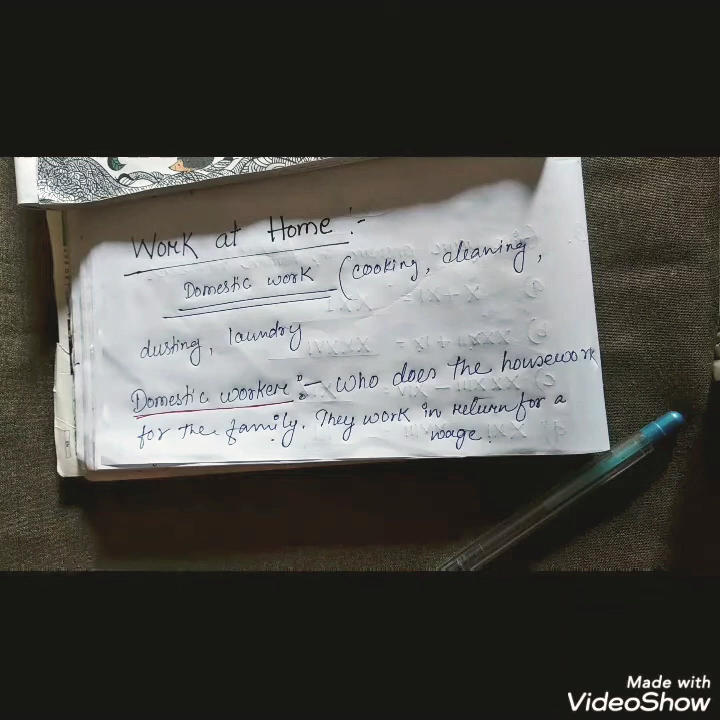 Work at Home :-
Domestic work (cooking, cleaning,
dusting, laundry
Domestic worker :- who does the housework
for the family. They work in return for a
wage.
Made with
VideoShow